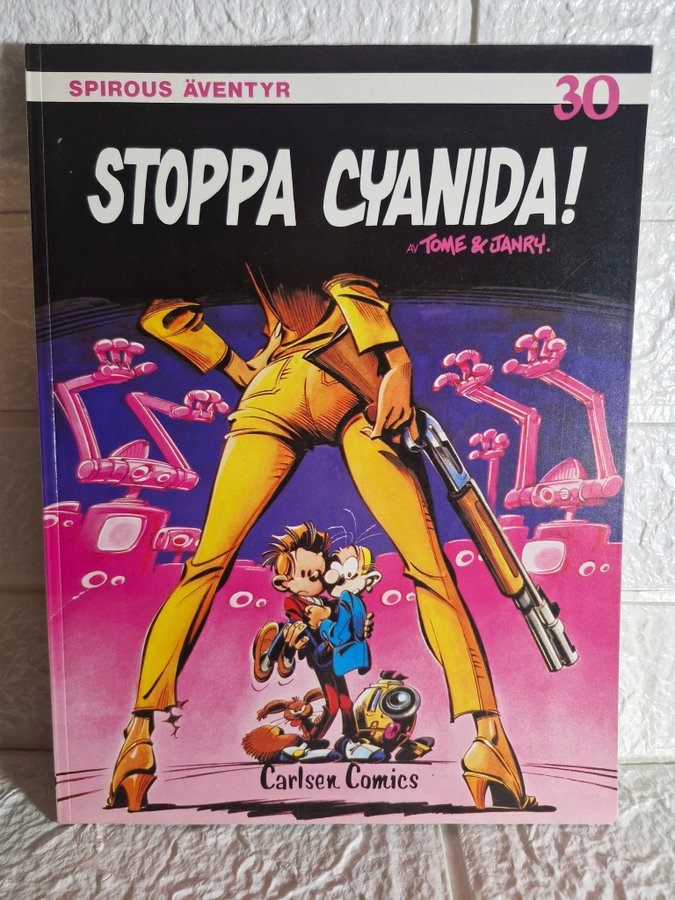 SPIROUS ÄVENTYR
30
STOPPA CYANIDA!
AV TOME & JANRY.
Carlsen Comics